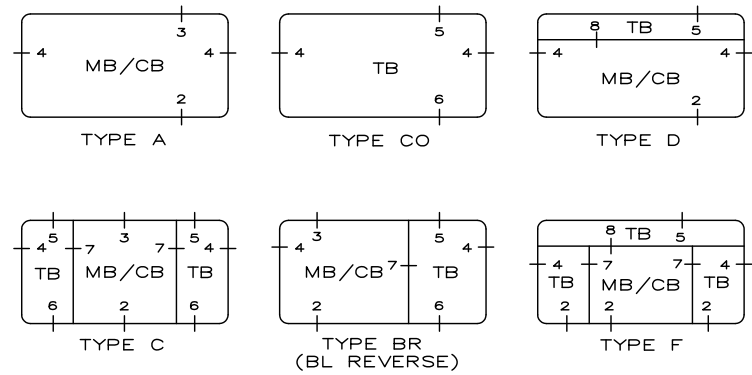 3
4 4
MB/CB
2
TYPE A
5
4 4
TB
6
TYPE CO
8 TB 5
4 4
MB/CB
2
TYPE D
5 3 5
4 7 7 4
TB MB/CB TB
6 2 6
TYPE C
3 5
4 4
MB/CB 7 TB
2 6
TYPE BR
(BL REVERSE)
8 TB 5
4 7 7 4
TB MB/CB TB
2 2 2
TYPE F